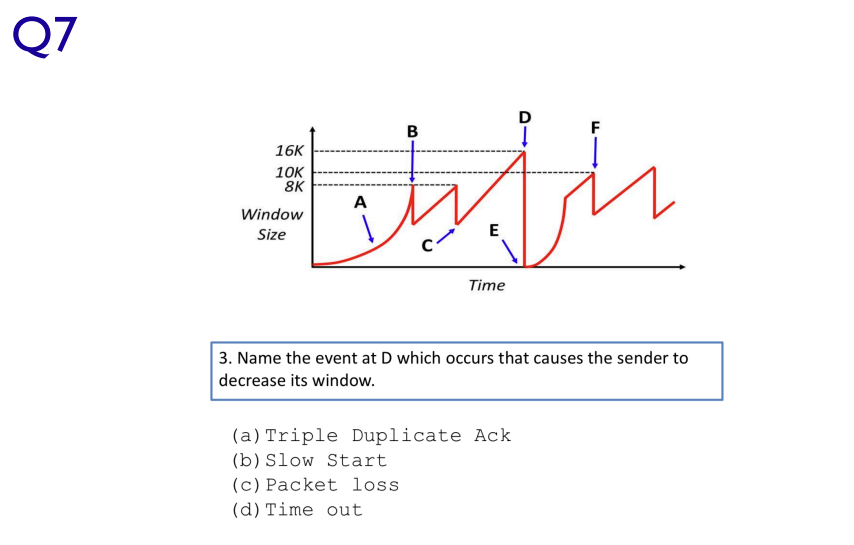 Q7
B
D
F
16K
10K
8K
A
Window
Size
C
E
Time
3. Name the event at D which occurs that causes the sender to
decrease its window.
(a) Triple Duplicate Ack
(b) Slow Start
(c) Packet loss
(d) Time out